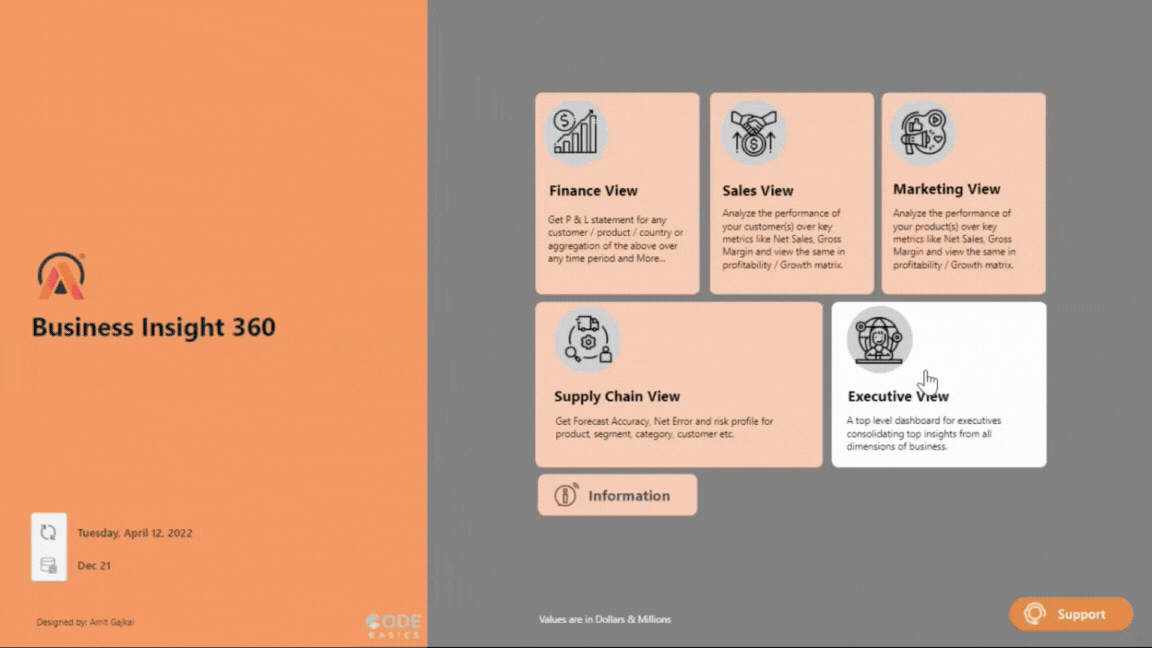 Business Insight 360
Tuesday, April 12, 2022
Dec 21
Designed by: Amit Gajkai
CODE
BASICS
Finance View
Get P & L statement for any
customer / product / country or
aggregation of the above over
any time period and More...
Sales View
Analyze the performance of
your customer(s) over key
metrics like Net Sales, Gross
Margin and view the same in
profitability / Growth matrix.
Marketing View
Analyze the performance of
your product(s) over key
metrics like Net Sales, Gross
Margin and view the same in
profitability / Growth matrix.
Supply Chain View
Get Forecast Accuracy, Net Error and risk profile for
product, segment, category, customer etc.
Executive View
A top level dashboard for executives
consolidating top insights from all
dimensions of business.
Information
Values are in Dollars & Millions
Support